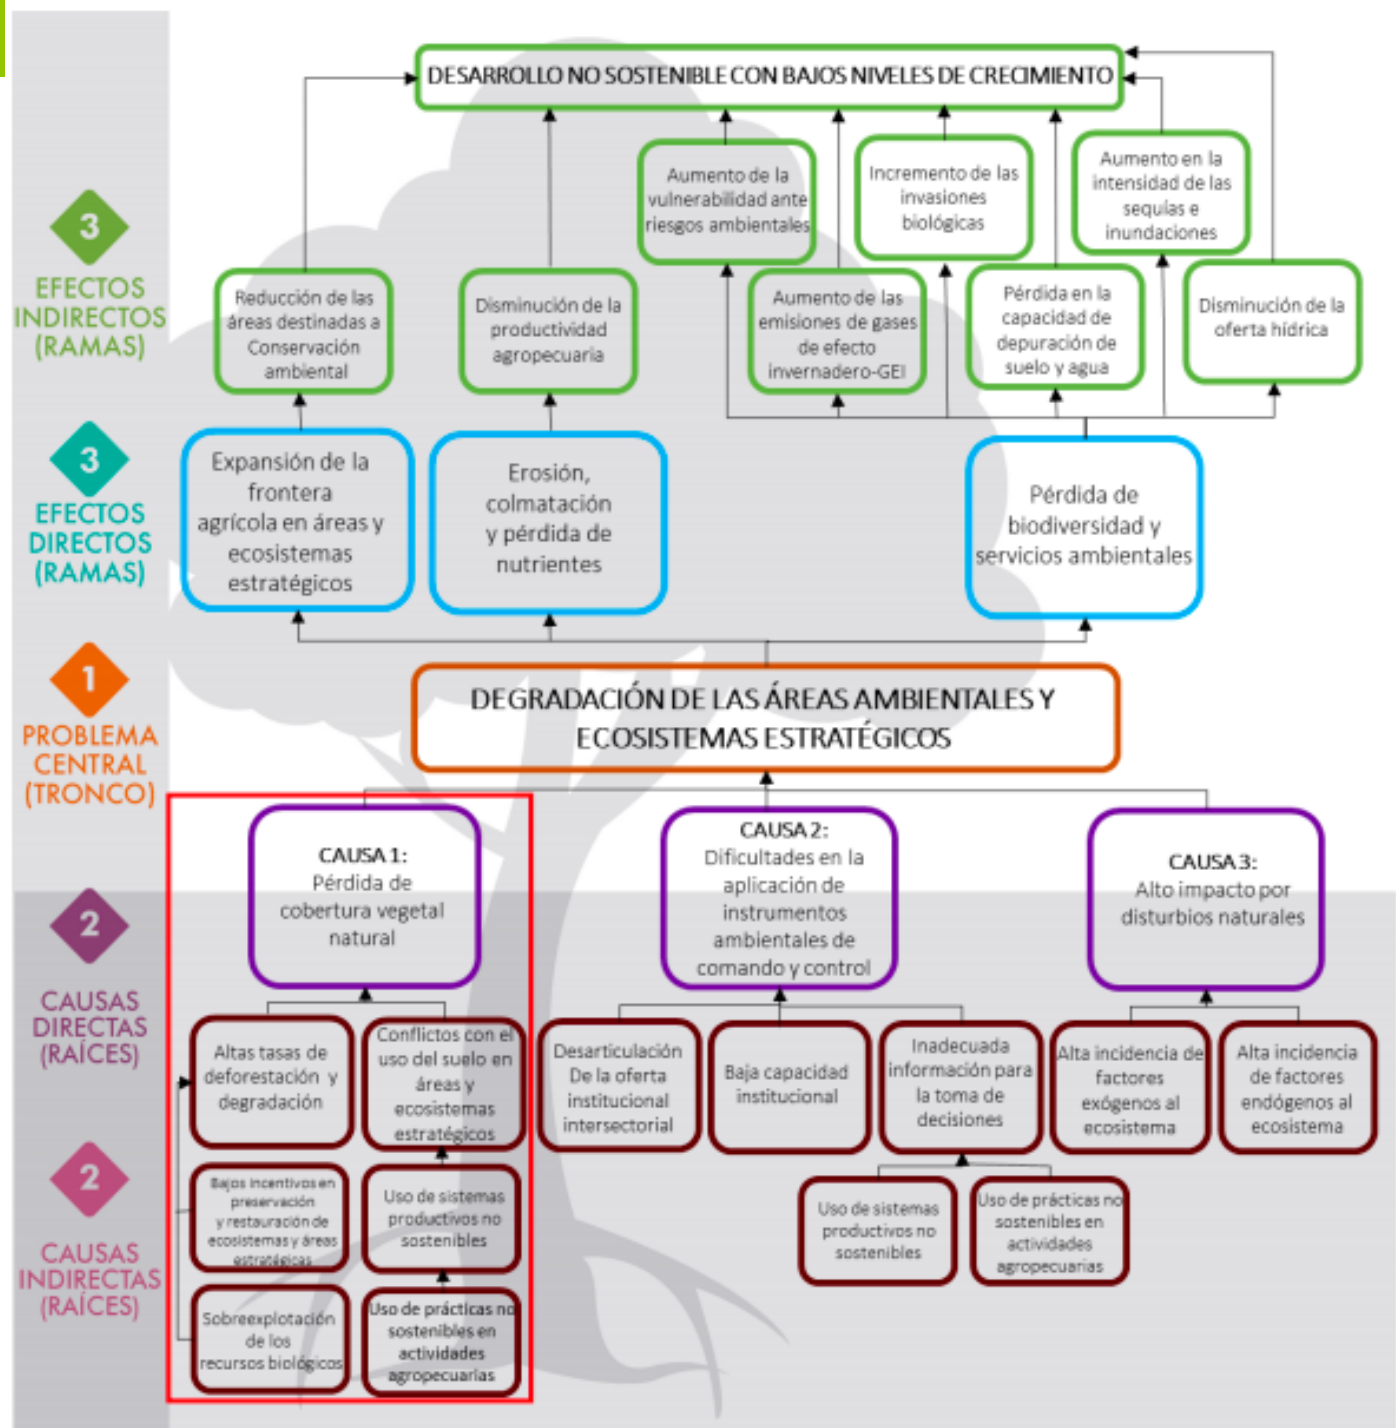 DESARROLLO NO SOSTENIBLE CON BAJOS NIVELES DE CRECIMIENTO
3
EFECTOS
INDIRECTOS
(RAMAS)
Reducción de las
áreas destinadas a
Conservación
ambiental
Disminución de la
productividad
agropecuaria
Aumento de la
vulnerabilidad ante
riesgos ambientales
Aumento de las
emisiones de gases
de efecto
invernadero-GEI
Incremento de las
invasiones
biológicas
Pérdida en la
capacidad de
depuración de
suelo y agua
Aumento en la
intensidad de las
sequías e
inundaciones
Disminución de la
oferta hídrica
3
EFECTOS
DIRECTOS
(RAMAS)
Expansión de la
frontera
agrícola en áreas y
ecosistemas
estratégicos
Erosión,
colmatación
y pérdida de
nutrientes
Pérdida de
biodiversidad y
servicios ambientales
1
PROBLEMA
CENTRAL
(TRONCO)
DEGRADACIÓN DE LAS ÁREAS AMBIENTALES Y
ECOSISTEMAS ESTRATÉGICOS
2
CAUSAS
DIRECTAS
(RAÍCES)
CAUSA 1:
Pérdida de
cobertura vegetal
natural
CAUSA 2:
Dificultades en la
aplicación de
instrumentos
ambientales de
comando y control
CAUSA 3:
Alto impacto por
disturbios naturales
Altas tasas de
deforestación y
degradación
Conflictos con el
uso del suelo en
áreas y
ecosistemas
estratégicos
Desarticulación
De la oferta
institucional
intersectorial
Baja capacidad
institucional
Inadecuada
información para
la toma de
decisiones
Alta incidencia de
factores
exógenos al
ecosistema
Alta incidencia
de factores
endógenos al
ecosistema
2
CAUSAS
INDIRECTAS
(RAÍCES)
Bajos incentivos en
preservación
y restauración de
ecosistemas y áreas
estratégicas
Uso de sistemas
productivos no
sostenibles
Uso de sistemas
productivos no
sostenibles
Uso de prácticas no
sostenibles en
actividades
agropecuarias
Sobreexplotación
de los
recursos biológicos
Uso de prácticas no
sostenibles en
actividades
agropecuarias